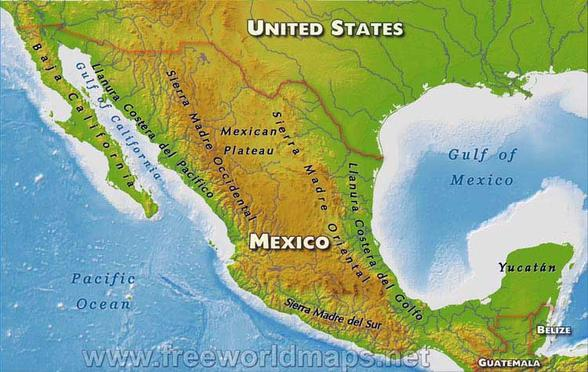 UNITED STATES
Baja California
Gulf of California
Llanura Costera del Pacífico
Sierra Madre Occidental
Mexican
Plateau
Sierra Madre Oriental
Llanura Costera del Golfo
Gulf of
Mexico
MEXICO
Yucatán
Pacific
Ocean
Sierra Madre del Sur
BELIZE
GUATEMALA
www.freeworldmaps.net